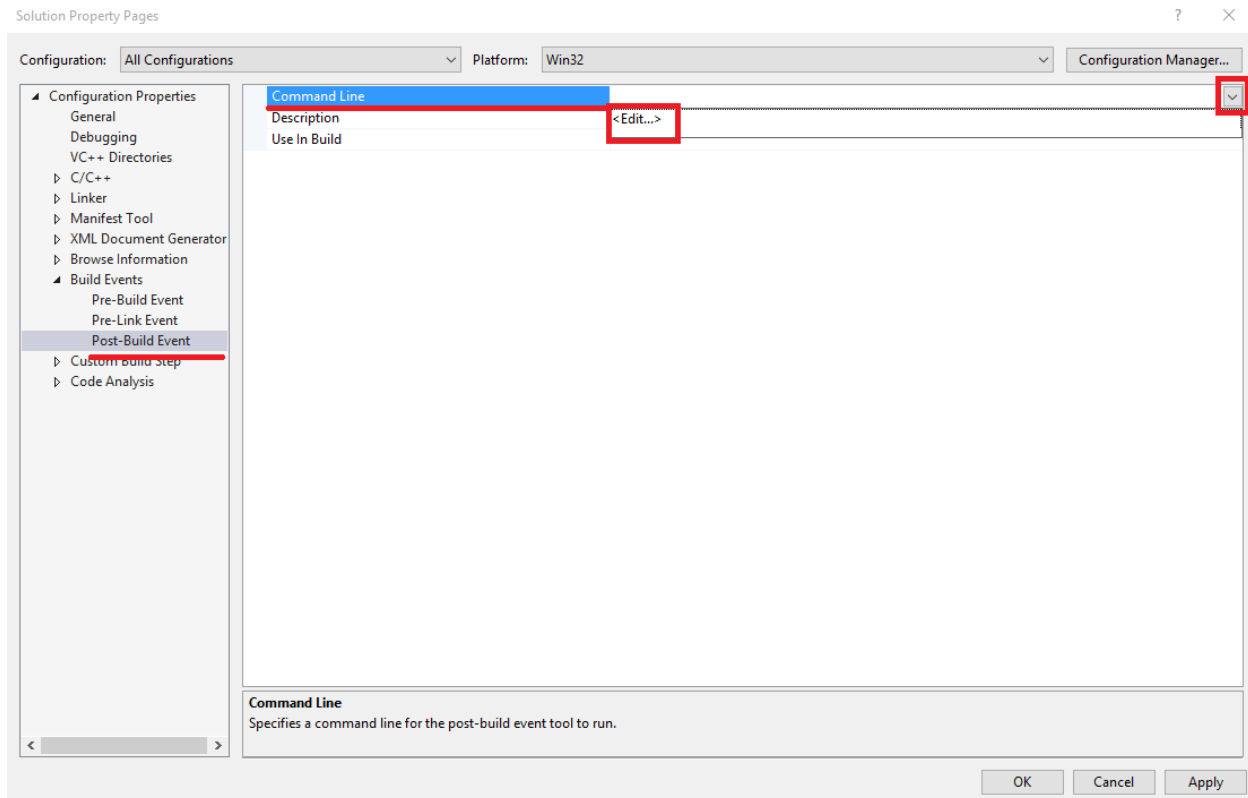 Solution Property Pages
?
Configuration: All Configurations Platform: Win32 Configuration Manager...
Configuration Properties
General
Debugging
VC++ Directories
C/C++
Linker
Manifest Tool
XML Document Generator
Browse Information
Build Events
Pre-Build Event
Pre-Link Event
Post-Build Event
Custom Build Step
Code Analysis
Command Line
Description
<Edit...>
Use In Build
Command Line
Specifies a command line for the post-build event tool to run.
OK Cancel Apply